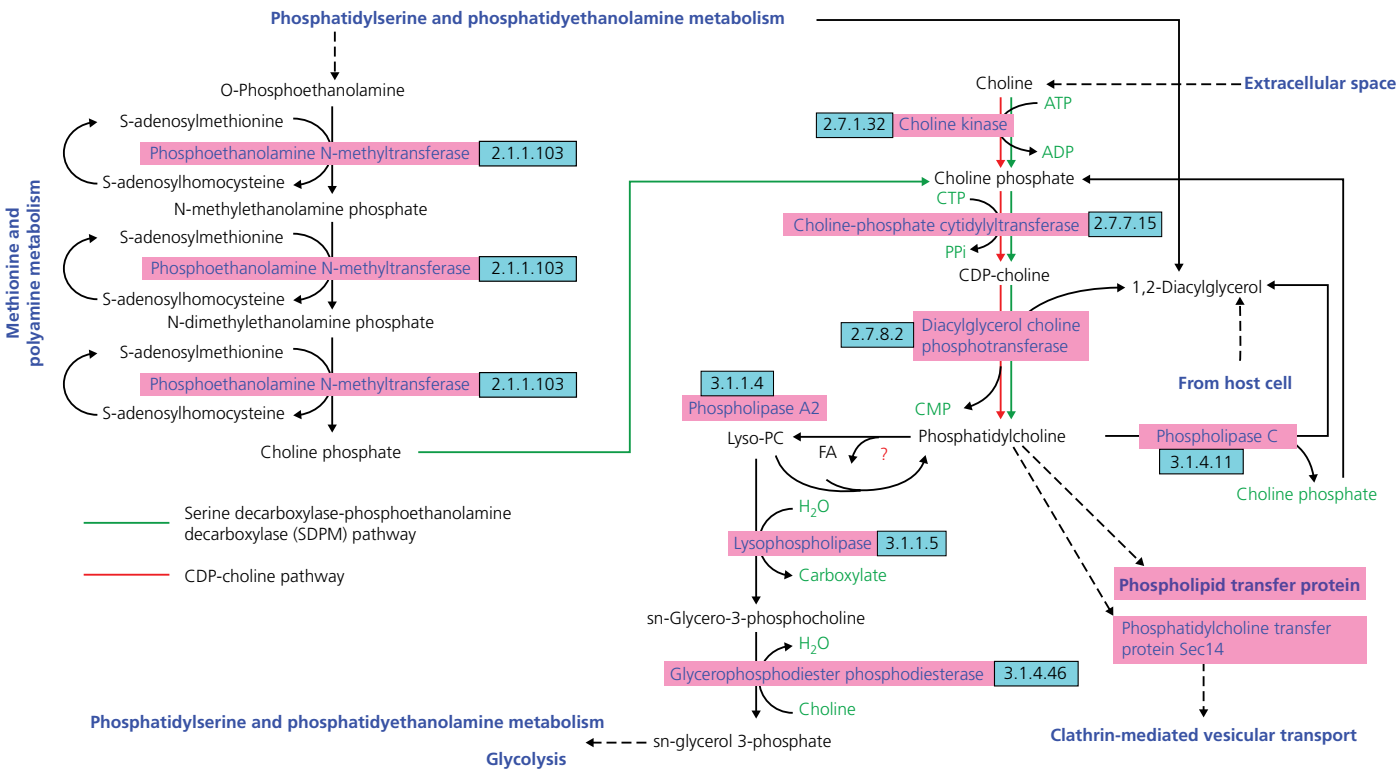 Phosphatidylserine and phosphatidyethanolamine metabolism
O-Phosphoethanolamine
S-adenosylmethionine
Phosphoethanolamine N-methyltransferase
2.1.1.103
S-adenosylhomocysteine
N-methylethanolamine phosphate
S-adenosylmethionine
Phosphoethanolamine N-methyltransferase
2.1.1.103
S-adenosylhomocysteine
N-dimethylethanolamine phosphate
S-adenosylmethionine
Phosphoethanolamine N-methyltransferase
2.1.1.103
S-adenosylhomocysteine
Choline phosphate
Methionine and
polyamine metabolism
Serine decarboxylase-phosphoethanolamine
decarboxylase (SDPM) pathway
CDP-choline pathway
Choline
Extracellular space
ATP
2.7.1.32
Choline kinase
ADP
Choline phosphate
CTP
Choline-phosphate cytidylyltransferase
2.7.7.15
PPi
CDP-choline
1,2-Diacylglycerol
2.7.8.2
Diacylglycerol choline
phosphotransferase
From host cell
CMP
3.1.1.4
Phospholipase A2
Lyso-PC
FA
?
Phosphatidylcholine
Phospholipase C
3.1.4.11
Choline phosphate
H2O
Lysophospholipase
3.1.1.5
Carboxylate
Phospholipid transfer protein
Phosphatidylcholine transfer
protein Sec14
Clathrin-mediated vesicular transport
sn-Glycero-3-phosphocholine
H2O
Glycerophosphodiester phosphodiesterase
3.1.4.46
Choline
sn-glycerol 3-phosphate
Phosphatidylserine and phosphatidyethanolamine metabolism
Glycolysis